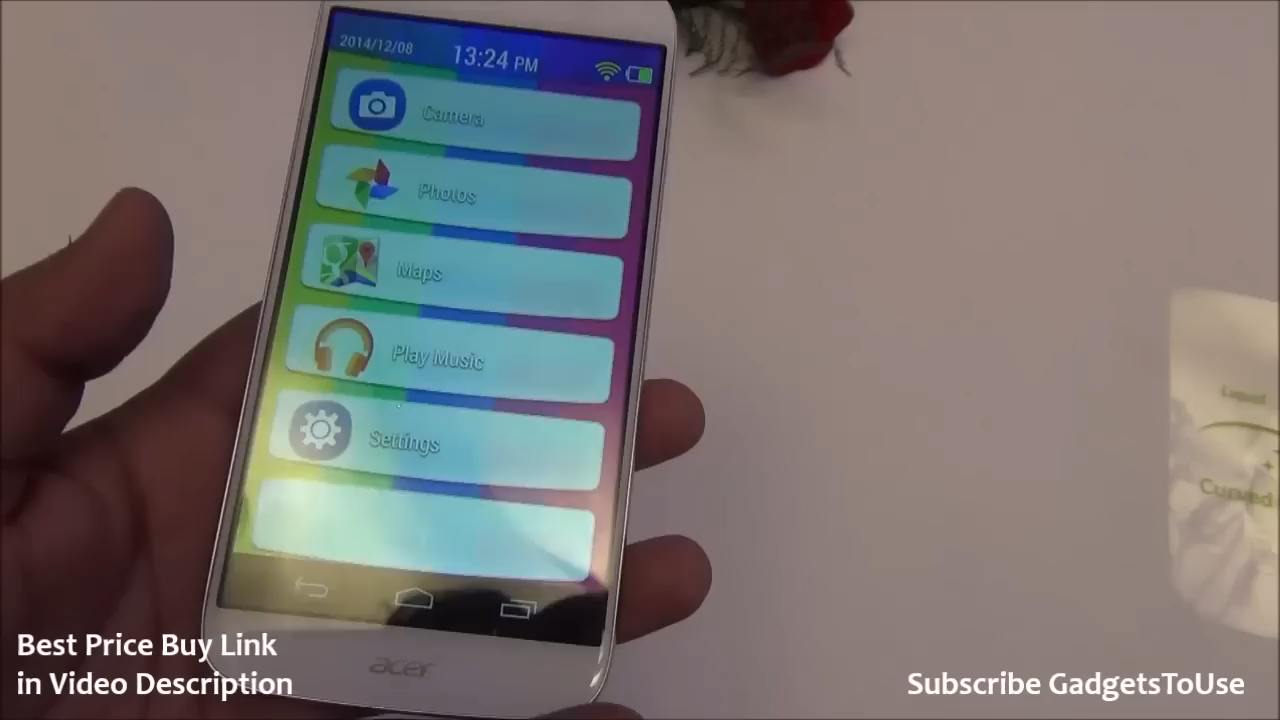 2014/12/08
13:24 PM
Camera
Photos
Maps
Play Music
Settings
acer
Liquid
Curved
Best Price Buy Link
in Video Description
Subscribe GadgetsToUse